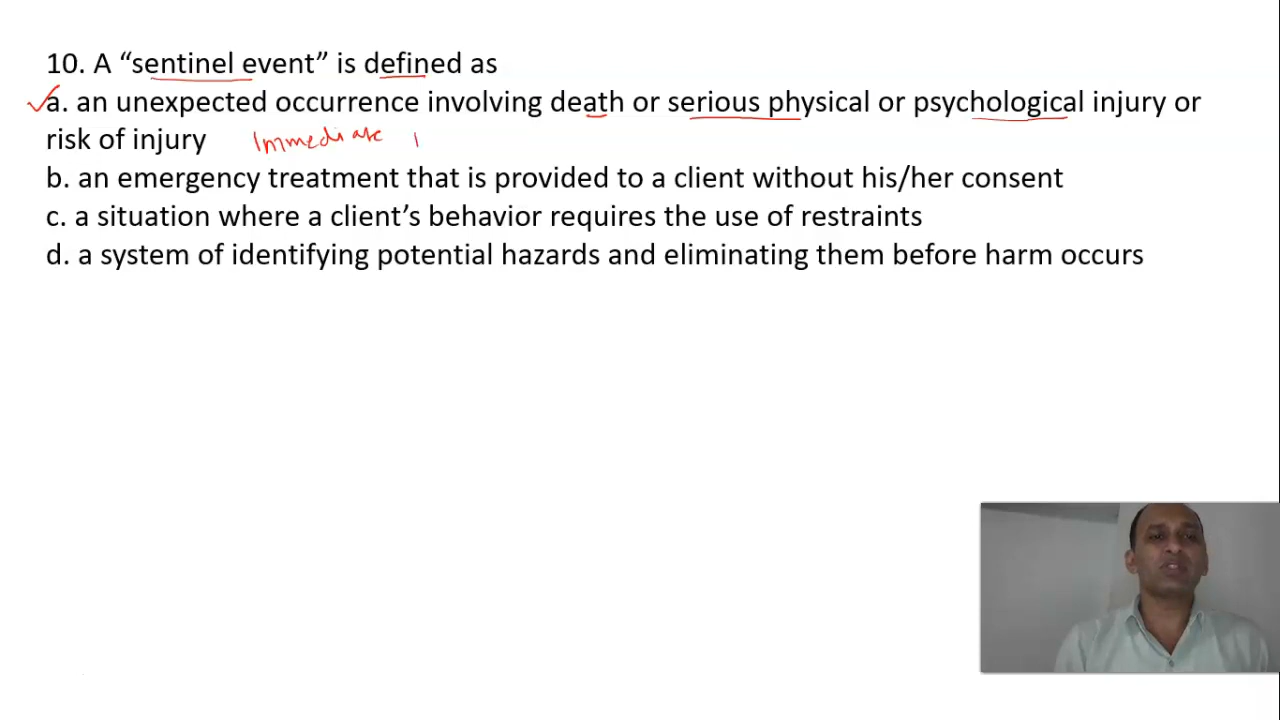 10. A “sentinel event” is defined as
a. an unexpected occurrence involving death or serious physical or psychological injury or
risk of injury Immediate
b. an emergency treatment that is provided to a client without his/her consent
c. a situation where a client’s behavior requires the use of restraints
d. a system of identifying potential hazards and eliminating them before harm occurs